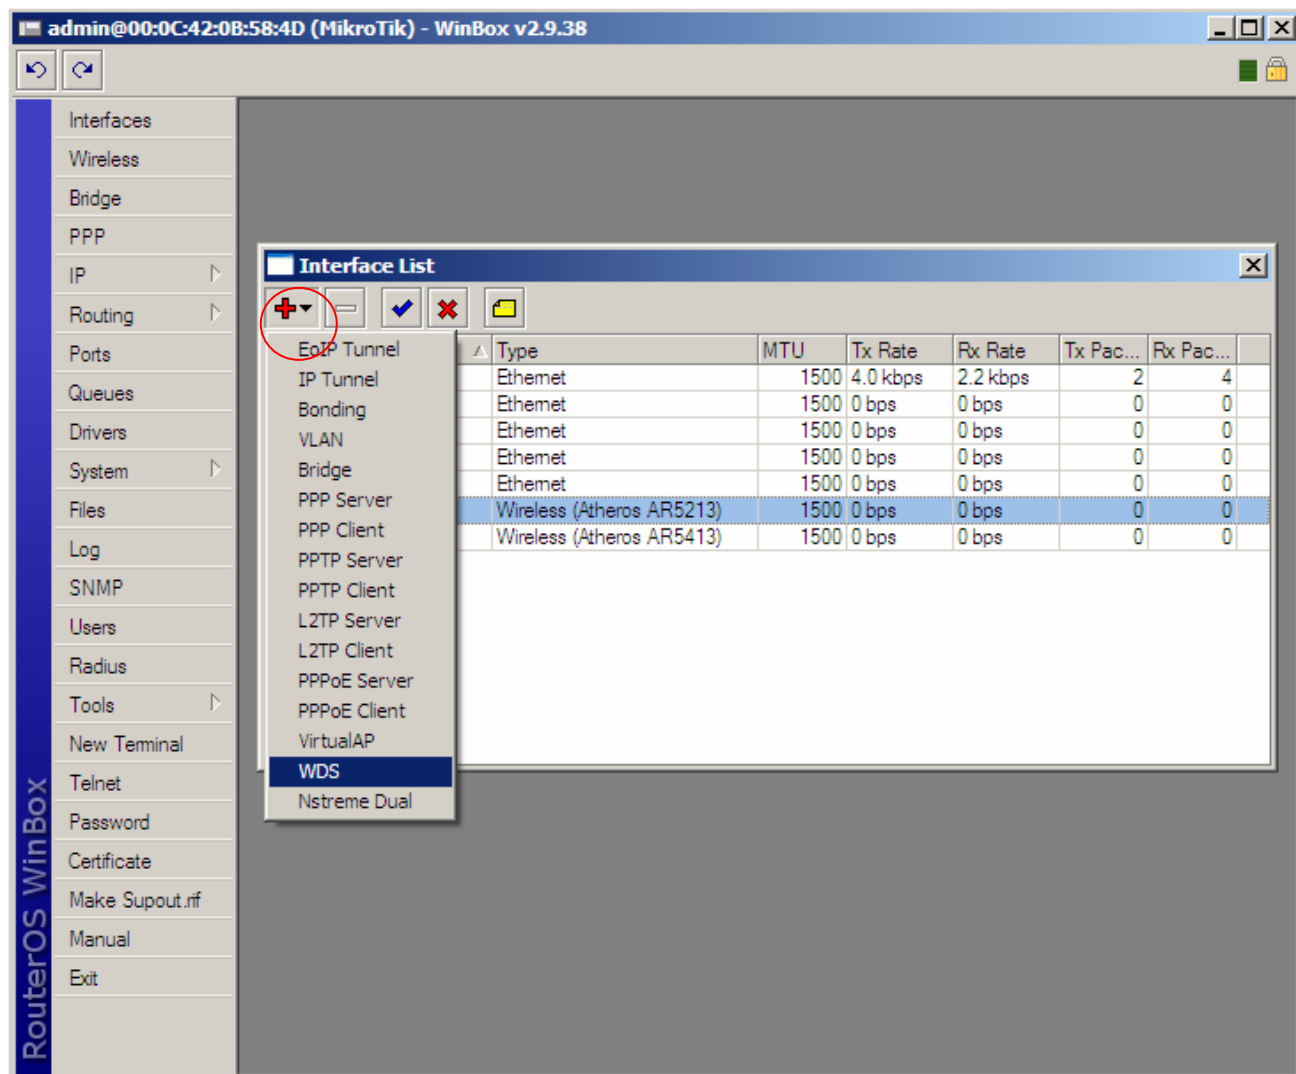 admin@00:0C:42:0B:58:4D (MikroTik) - WinBox v2.9.38
Interfaces
Wireless
Bridge
PPP
IP
Routing
Ports
Queues
Drivers
System
Files
Log
SNMP
Users
Radius
Tools
New Terminal
Telnet
Password
Certificate
Make Supout.rif
Manual
Exit
RouterOS WinBox
Interface List
Type MTU Tx Rate Rx Rate Tx Pac... Rx Pac...
Ethernet 1500 4.0 kbps 2.2 kbps 2 4
Ethernet 1500 0 bps 0 bps 0 0
Ethernet 1500 0 bps 0 bps 0 0
Ethernet 1500 0 bps 0 bps 0 0
Ethernet 1500 0 bps 0 bps 0 0
Wireless (Atheros AR5213) 1500 0 bps 0 bps 0 0
Wireless (Atheros AR5413) 1500 0 bps 0 bps 0 0
EoIP Tunnel
IP Tunnel
Bonding
VLAN
Bridge
PPP Server
PPP Client
PPTP Server
PPTP Client
L2TP Server
L2TP Client
PPPoE Server
PPPoE Client
VirtualAP
WDS
Nstreme Dual